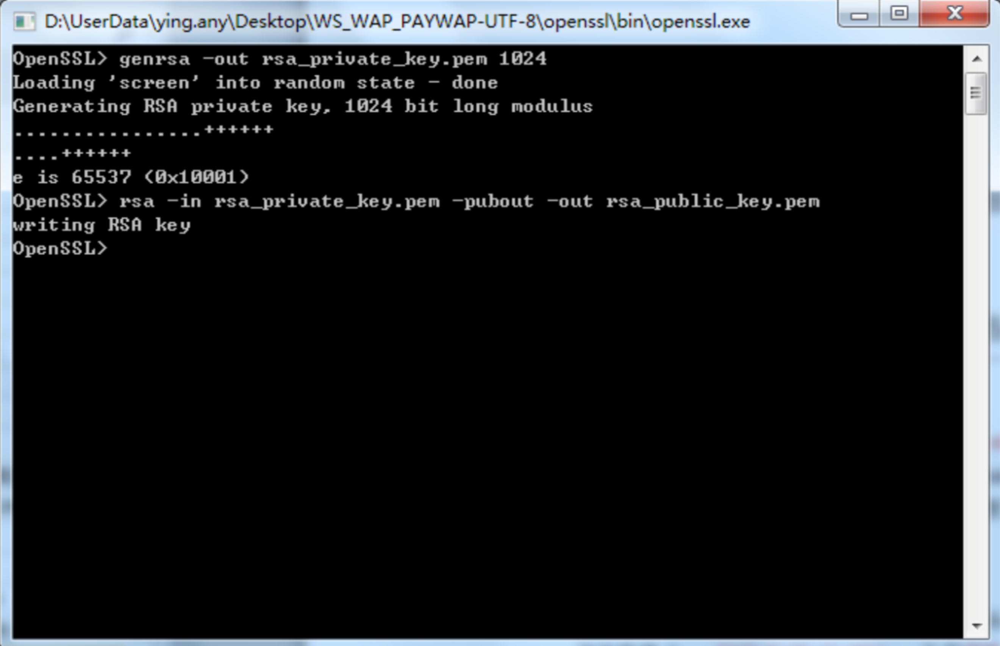 D:\UserData\ying.any\Desktop\WS_WAP_PAYWAP-UTF-8\openssl\bin\openssl.exe
OpenSSL> genrsa -out rsa_private_key.pem 1024
Loading 'screen' into random state - done
Generating RSA private key, 1024 bit long modulus
................++++++
....++++++
e is 65537 (0x10001)
OpenSSL> rsa -in rsa_private_key.pem -pubout -out rsa_public_key.pem
writing RSA key
OpenSSL>